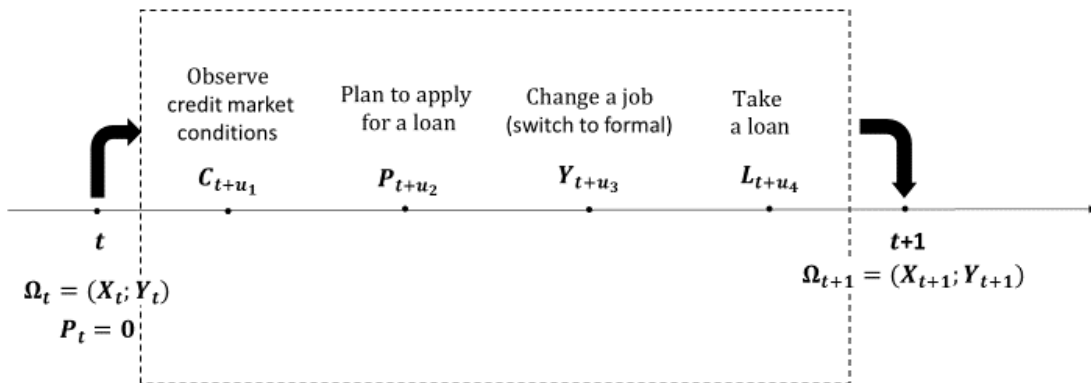 Observe
credit market
conditions
Plan to apply
for a loan
Change a job
(switch to formal)
Take
a loan
C_{t+u_1}
P_{t+u_2}
Y_{t+u_3}
L_{t+u_4}
t
t+1
Ω_t = (X_t; Y_t)
P_t = 0
Ω_{t+1} = (X_{t+1}; Y_{t+1})